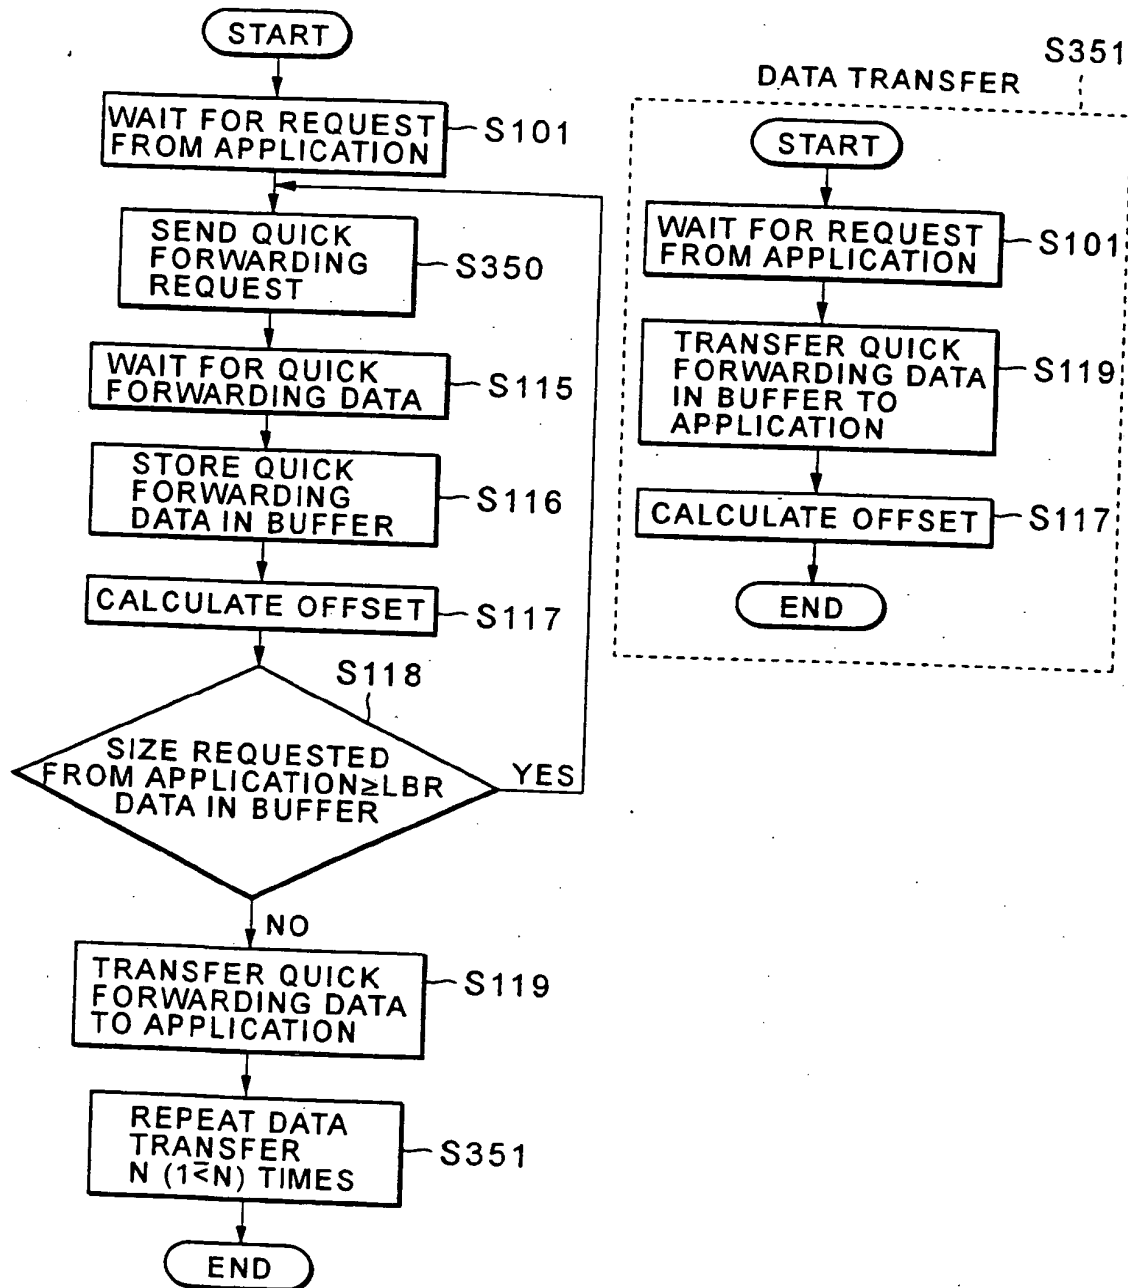 START
WAIT FOR REQUEST
FROM APPLICATION
S101
SEND QUICK
FORWARDING
REQUEST
S350
WAIT FOR QUICK
FORWARDING DATA
S115
STORE QUICK
FORWARDING
DATA IN BUFFER
S116
CALCULATE OFFSET
S117
S118
SIZE REQUESTED
FROM APPLICATION≥LBR
DATA IN BUFFER
YES
NO
TRANSFER QUICK
FORWARDING DATA
TO APPLICATION
S119
REPEAT DATA
TRANSFER
N (1≦N) TIMES
S351
END
S351
DATA TRANSFER
START
WAIT FOR REQUEST
FROM APPLICATION
S101
TRANSFER QUICK
FORWARDING DATA
IN BUFFER TO
APPLICATION
S119
CALCULATE OFFSET
S117
END